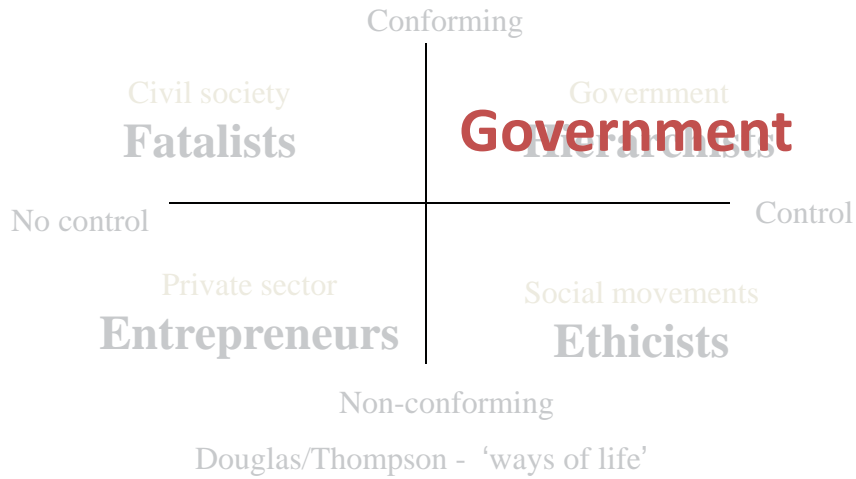 Conforming
Civil society
Government
Fatalists
Government
Hierarchists
No control
Control
Private sector
Social movements
Entrepreneurs
Ethicists
Non-conforming
Douglas/Thompson - ‘ways of life’